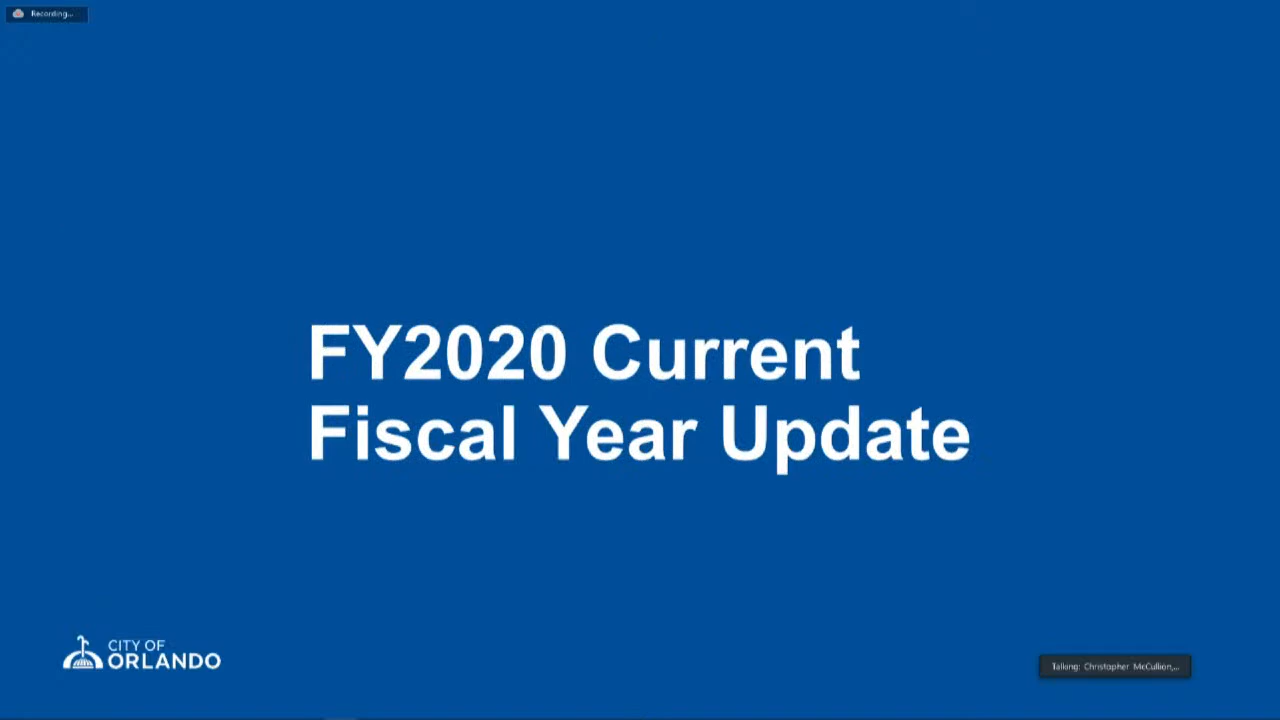 Recording...
FY2020 Current
Fiscal Year Update
CITY OF
ORLANDO
Talking: Christopher McCullion,...